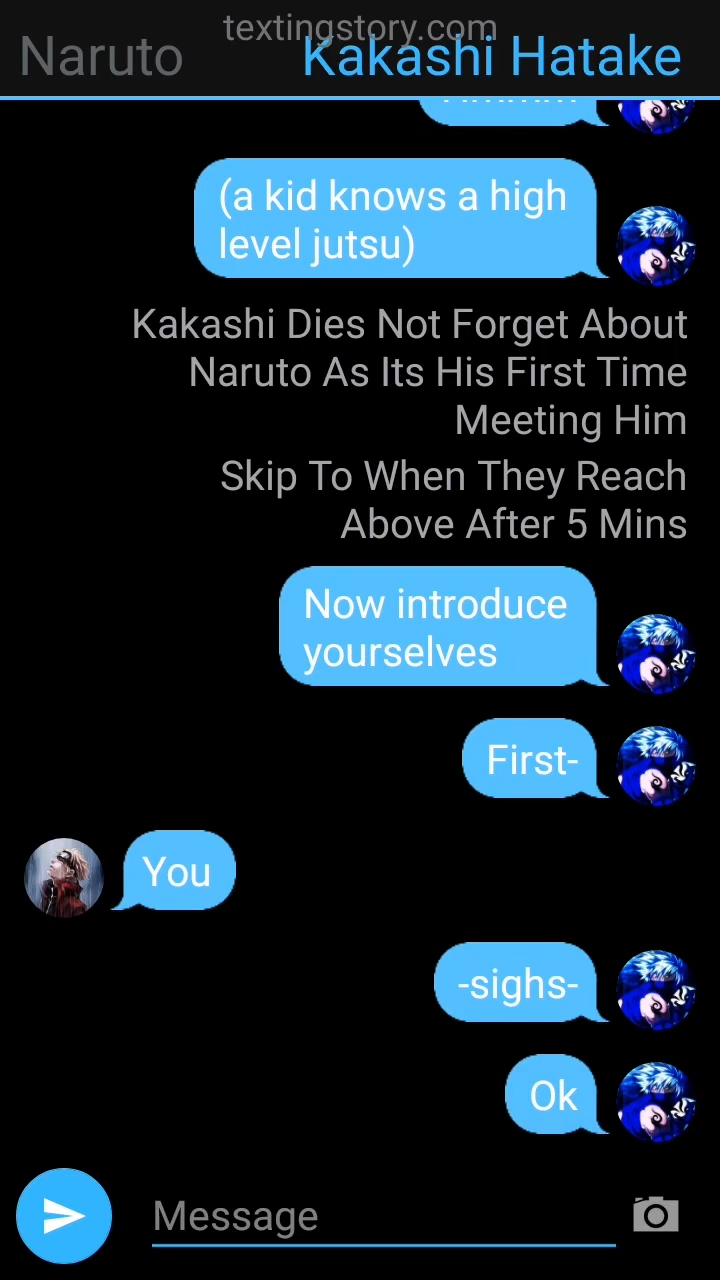 textingstory.com
Naruto
Kakashi Hatake
(a kid knows a high
level jutsu)
Kakashi Dies Not Forget About
Naruto As Its His First Time
Meeting Him
Skip To When They Reach
Above After 5 Mins
Now introduce
yourselves
First-
You
-sighs-
Ok
Message